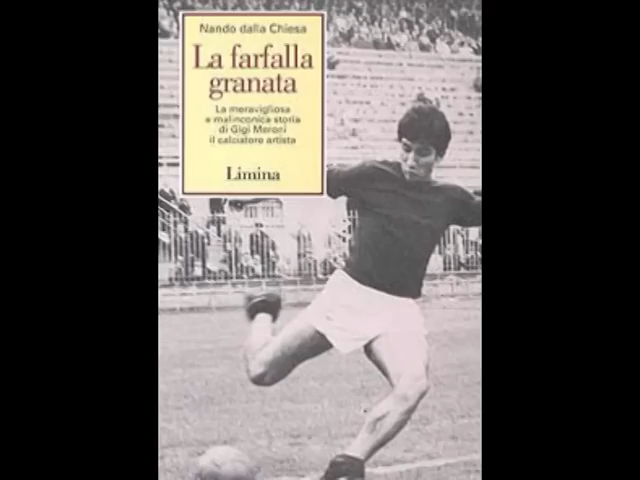 Nando dalla Chiesa
La farfalla
granata
La meravigliosa
e malinconica storia
di Gigi Meroni
il calciatore artista
Limina